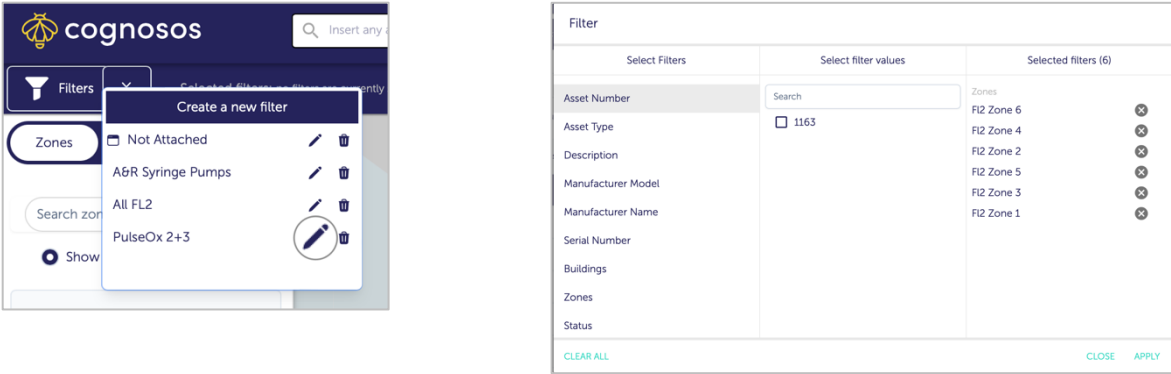 cognosos
Insert any
Filters
Selected filters: no filters are currently
Create a new filter
Zones
Not Attached
A&R Syringe Pumps
All FL2
Search zon
PulseOx 2+3
Show
Filter
Select Filters
Select filter values
Selected filters (6)
Asset Number
Asset Type
Description
Manufacturer Model
Manufacturer Name
Serial Number
Buildings
Zones
Status
Search
1163
Zones
Fl2 Zone 6
Fl2 Zone 4
Fl2 Zone 2
Fl2 Zone 5
Fl2 Zone 3
Fl2 Zone 1
CLEAR ALL
CLOSE
APPLY